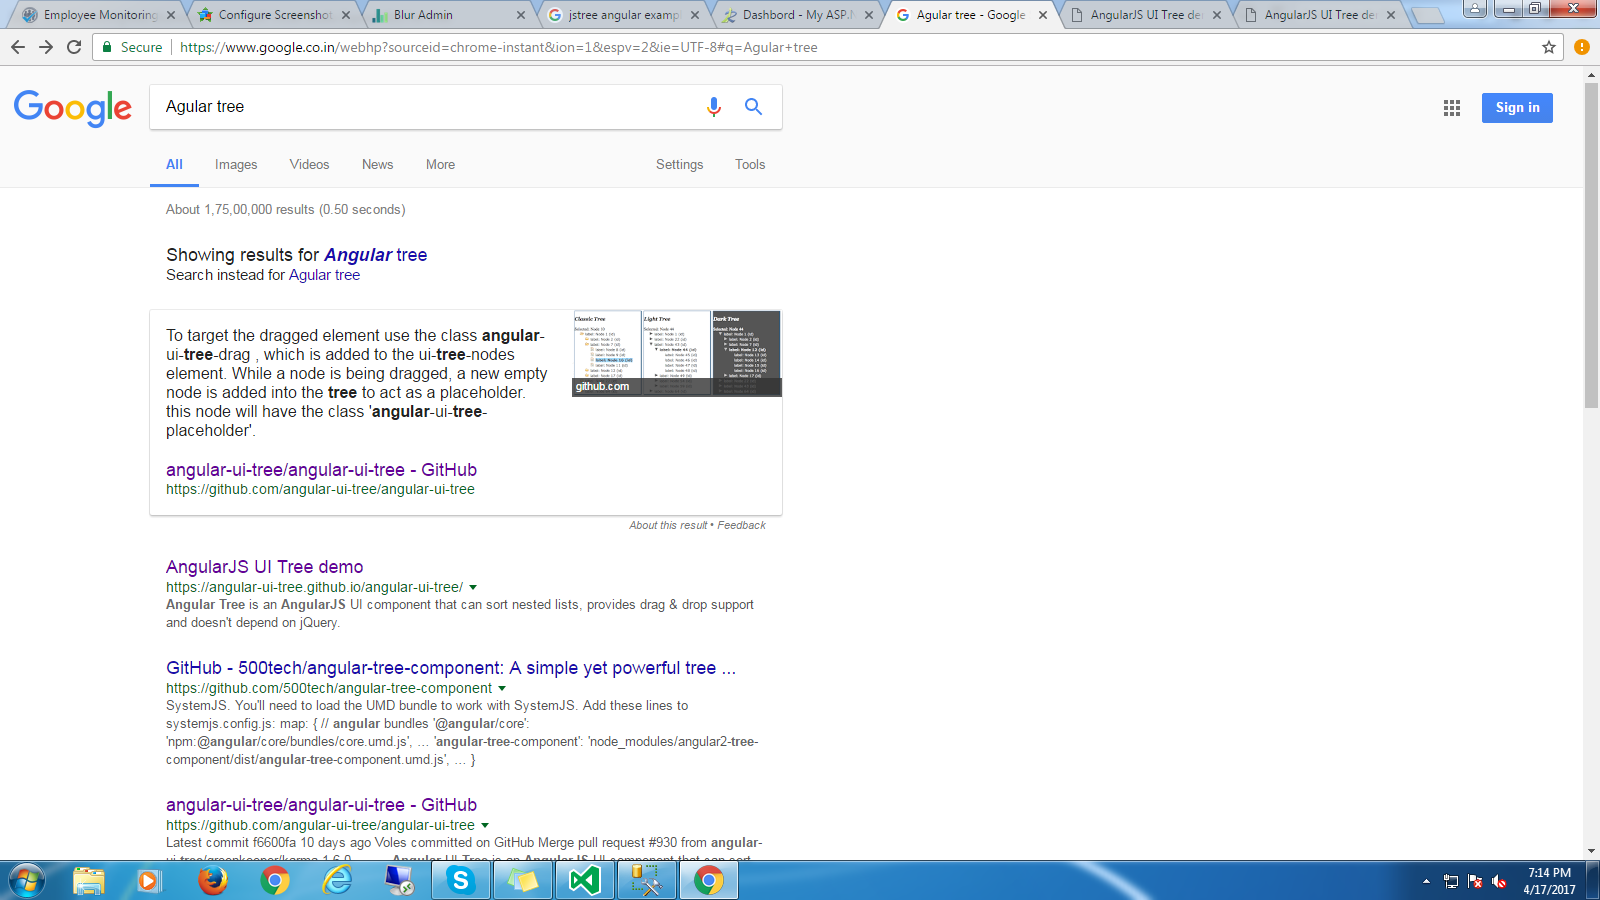 Employee Monitoring
Configure Screenshot
Blur Admin
jstree angular exampl
Dashbord - My ASP.N
Agular tree - Google
AngularJS UI Tree de
AngularJS UI Tree de
Secure
https://www.google.co.in/webhp?sourceid=chrome-instant&ion=1&espv=2&ie=UTF-8#q=Agular+tree
Google
Agular tree
Sign in
All
Images
Videos
News
More
Settings
Tools
About 1,75,00,000 results (0.50 seconds)
Showing results for Angular tree
Search instead for Agular tree
To target the dragged element use the class angular-
ui-tree-drag , which is added to the ui-tree-nodes
element. While a node is being dragged, a new empty
node is added into the tree to act as a placeholder.
this node will have the class 'angular-ui-tree-
placeholder'.
Classic Tree
Light Tree
Dark Tree
github.com
angular-ui-tree/angular-ui-tree - GitHub
https://github.com/angular-ui-tree/angular-ui-tree
About this result • Feedback
AngularJS UI Tree demo
https://angular-ui-tree.github.io/angular-ui-tree/
Angular Tree is an AngularJS UI component that can sort nested lists, provides drag & drop support
and doesn't depend on jQuery.
GitHub - 500tech/angular-tree-component: A simple yet powerful tree ...
https://github.com/500tech/angular-tree-component
SystemJS. You'll need to load the UMD bundle to work with SystemJS. Add these lines to
systemjs.config.js: map: { // angular bundles '@angular/core':
'npm:@angular/core/bundles/core.umd.js', ... 'angular-tree-component': 'node_modules/angular2-tree-
component/dist/angular-tree-component.umd.js', ... }
angular-ui-tree/angular-ui-tree - GitHub
https://github.com/angular-ui-tree/angular-ui-tree
Latest commit f6600fa 10 days ago Voles committed on GitHub Merge pull request #930 from angular-
7:14 PM
4/17/2017